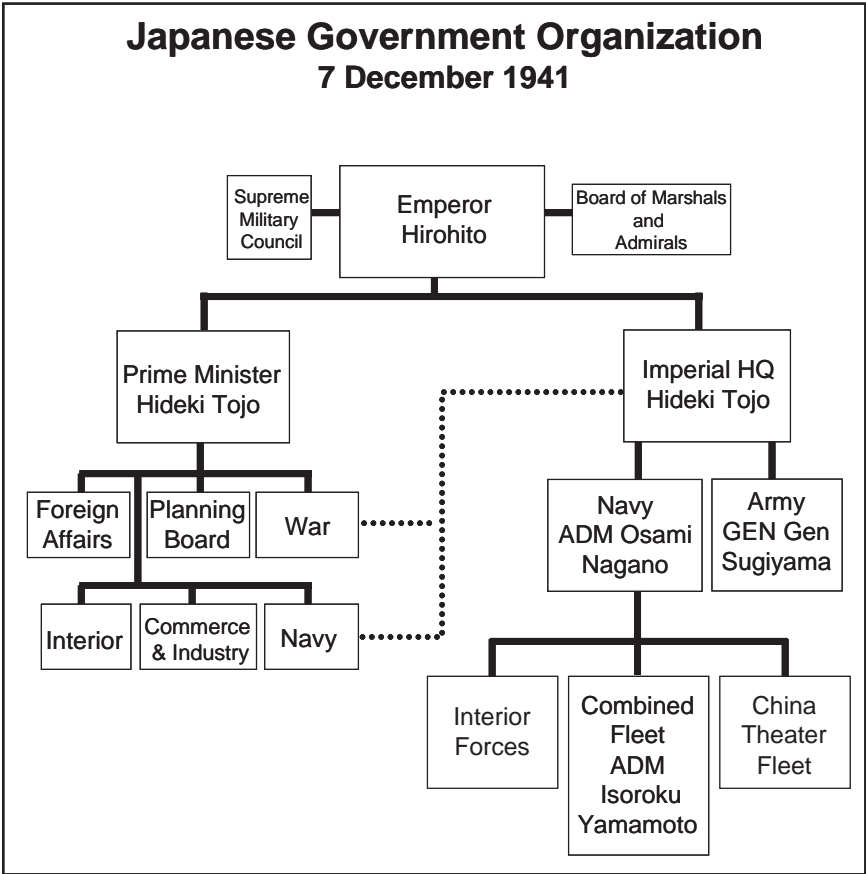 Japanese Government Organization
7 December 1941
Supreme
Military
Council
Emperor
Hirohito
Board of Marshals
and
Admirals
Prime Minister
Hideki Tojo
Imperial HQ
Hideki Tojo
Foreign
Affairs
Planning
Board
War
Interior
Commerce
& Industry
Navy
Navy
ADM Osami
Nagano
Army
GEN Gen
Sugiyama
Interior
Forces
Combined
Fleet
ADM
Isoroku
Yamamoto
China
Theater
Fleet